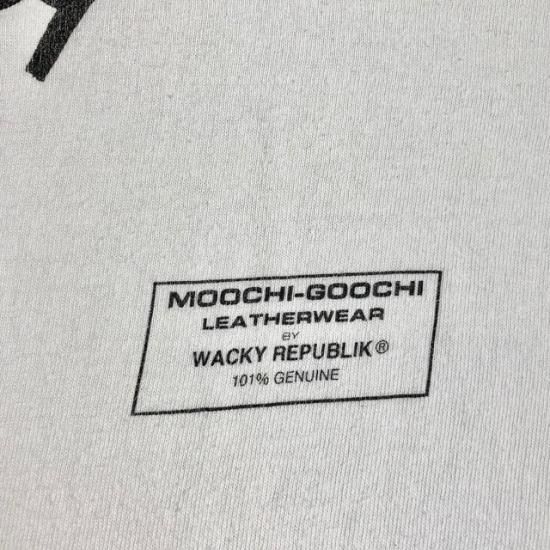 MOOCHI-GOOCHI
LEATHERWEAR
BY
WACKY REPUBLIK®
101% GENUINE